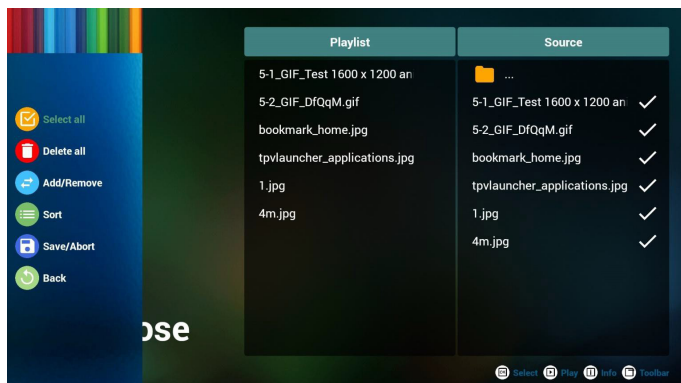 Playlist
Source
5-1_GIF_Test 1600 x 1200 an
5-2_GIF_DfQqM.gif
bookmark_home.jpg
tpvlauncher_applications.jpg
1.jpg
4m.jpg
...
5-1_GIF_Test 1600 x 1200 an
5-2_GIF_DfQqM.gif
bookmark_home.jpg
tpvlauncher_applications.jpg
1.jpg
4m.jpg
Select all
Delete all
Add/Remove
Sort
Save/Abort
Back
ose
Select Play Info Toolbar